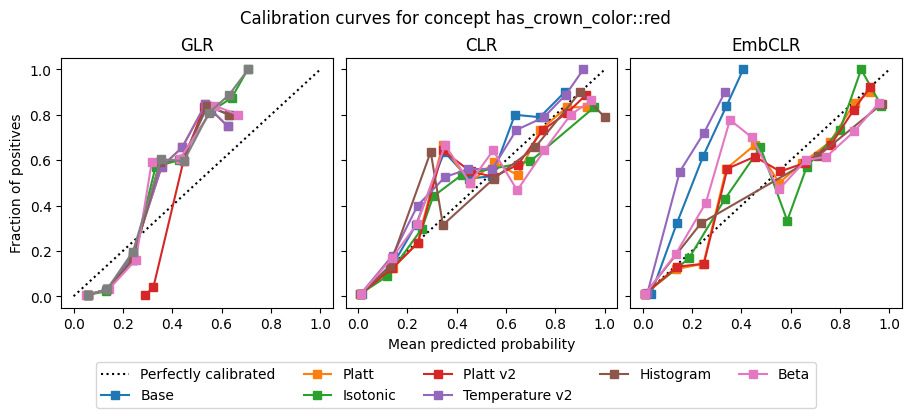 Calibration curves for concept has_crown_color::red
GLR
CLR
EmbCLR
Fraction of positives
1.0
0.8
0.6
0.4
0.2
0.0
0.0 0.2 0.4 0.6 0.8 1.0
0.0 0.2 0.4 0.6 0.8 1.0
0.0 0.2 0.4 0.6 0.8 1.0
Mean predicted probability
Perfectly calibrated
Base
Platt
Isotonic
Platt v2
Temperature v2
Histogram
Beta